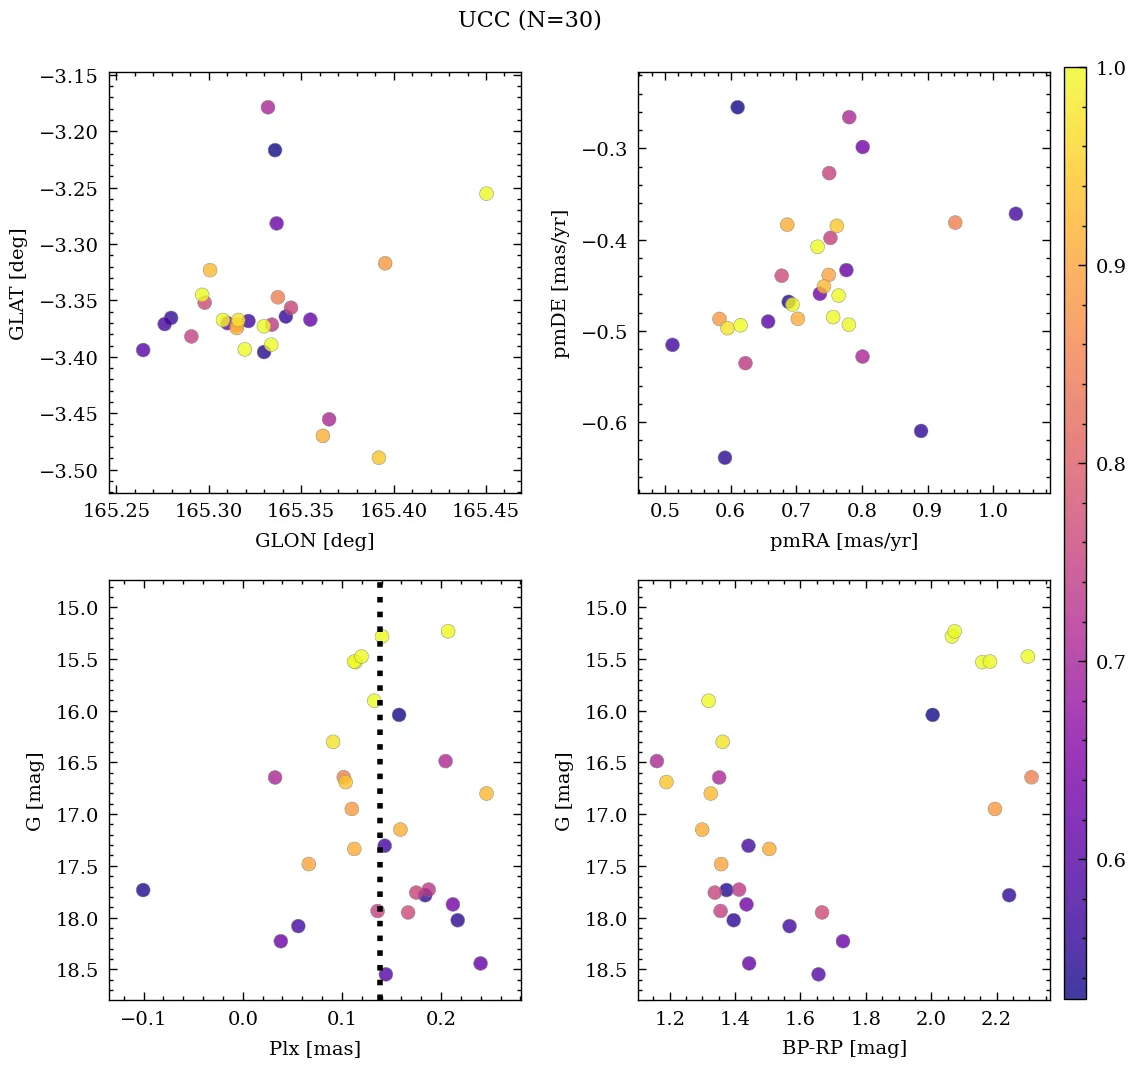 UCC (N=30)
−3.15
−3.20
−3.25
−3.30
−3.35
−3.40
−3.45
−3.50
GLAT [deg]
165.25 165.30 165.35 165.40 165.45
GLON [deg]
−0.3
−0.4
−0.5
−0.6
pmDE [mas/yr]
0.5 0.6 0.7 0.8 0.9 1.0
pmRA [mas/yr]
1.0
0.9
0.8
0.7
0.6
15.0
15.5
16.0
16.5
17.0
17.5
18.0
18.5
G [mag]
−0.1 0.0 0.1 0.2
Plx [mas]
15.0
15.5
16.0
16.5
17.0
17.5
18.0
18.5
G [mag]
1.2 1.4 1.6 1.8 2.0 2.2
BP-RP [mag]